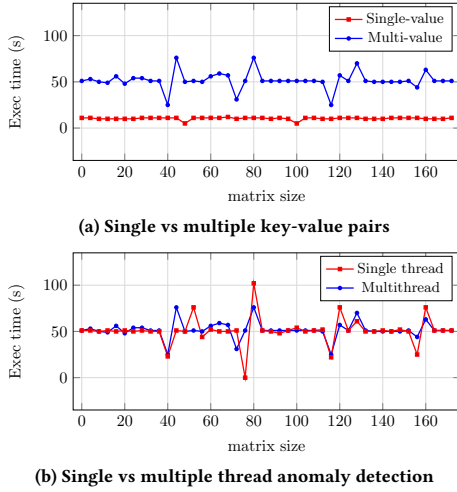 Single-value
Multi-value
100
50
0
Exec time (s)
0 20 40 60 80 100 120 140 160
matrix size
(a) Single vs multiple key-value pairs
Single thread
Multithread
100
50
0
Exec time (s)
0 20 40 60 80 100 120 140 160
matrix size
(b) Single vs multiple thread anomaly detection